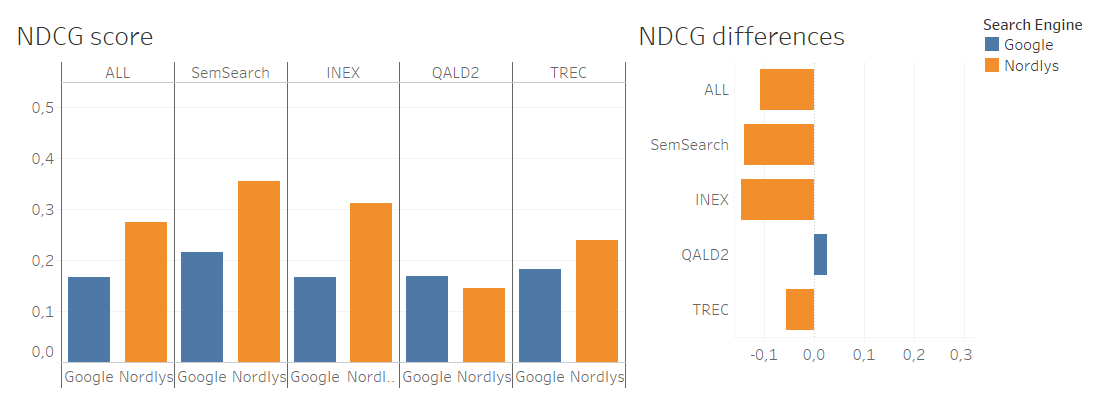 NDCG score
ALL SemSearch INEX QALD2 TREC
0,5
0,4
0,3
0,2
0,1
0,0
Google Nordlys Google Nordlys Google Nordl.. Google Nordlys Google Nordlys
NDCG differences
ALL
SemSearch
INEX
QALD2
TREC
-0,1 0,0 0,1 0,2 0,3
Search Engine
Google
Nordlys